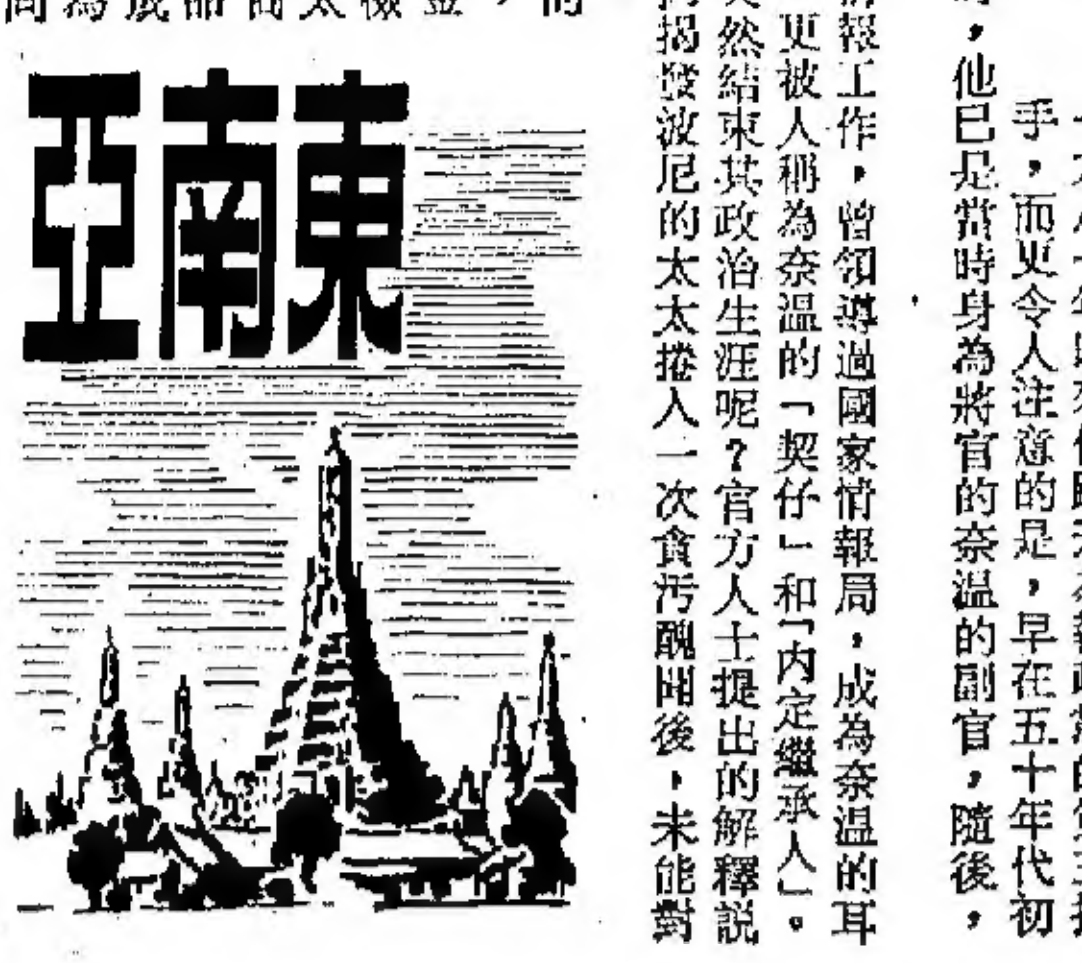 手，而更令人注意的是，早在五十年代初
，他已是當時身為將官的奈溫的副官，隨後，
情報工作，曾領導過國家情報局，成為奈温的耳
更被人稱為奈溫的「契仔」和「內定繼承人」。
然結束其政治生涯呢？官方人士提出的解釋説
揭發波尼的太太捲入一次貪污醜聞後，未能對
東南亞